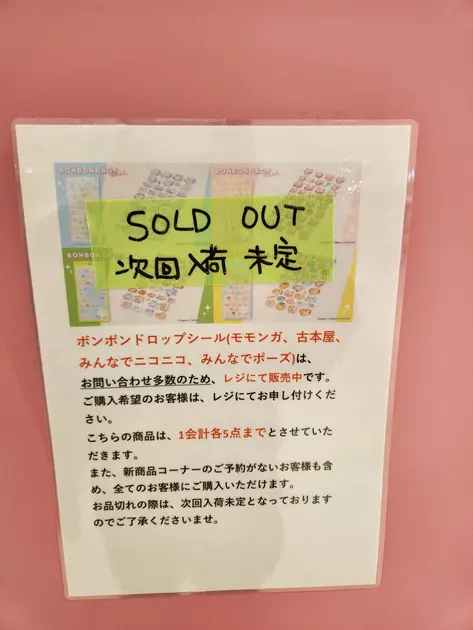 BONBONDROP
BONBONDROP
SOLD OUT
次回入荷 未定
ボンボンドロップシール(モモンガ、古本屋、
みんなでニコニコ、みんなでポーズ)は、
お問い合わせ多数のため、レジにて販売中です。
ご購入希望のお客様は、レジにてお申し付けくだ
さい。
こちらの商品は、1会計各5点までとさせていた
だきます。
また、新商品コーナーのご予約がないお客様も含
め、全てのお客様にご購入いただけます。
お品切れの際は、次回入荷未定となっております
のでご了承くださいませ。